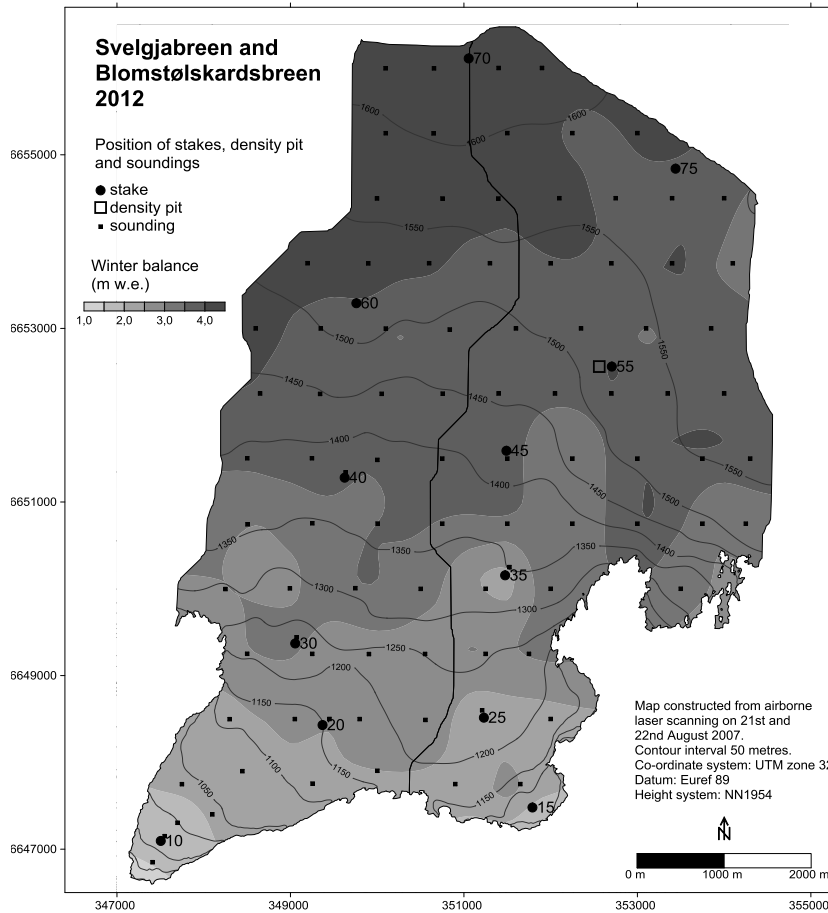 Svelgjabreen and
Blomstølskardsbreen
2012
Position of stakes, density pit
and soundings
stake
density pit
sounding
Winter balance
(m w.e.)
1,0 2,0 3,0 4,0
6655000
6653000
6651000
6649000
6647000
347000 349000 351000 353000 355000
70
1600
1600
1600
75
1550
1550
60
1500
1500
1550
55
1450
1450
1400
45
1550
40
1400
1450
1500
1350
1350
1350
1400
35
1300
1300
30
1250
1200
1150
20
25
1200
1100
1150
1050
1150
15
10
Map constructed from airborne
laser scanning on 21st and
22nd August 2007.
Contour interval 50 metres.
Co-ordinate system: UTM zone 32
Datum: Euref 89
Height system: NN1954
N
0 m 1000 m 2000 m